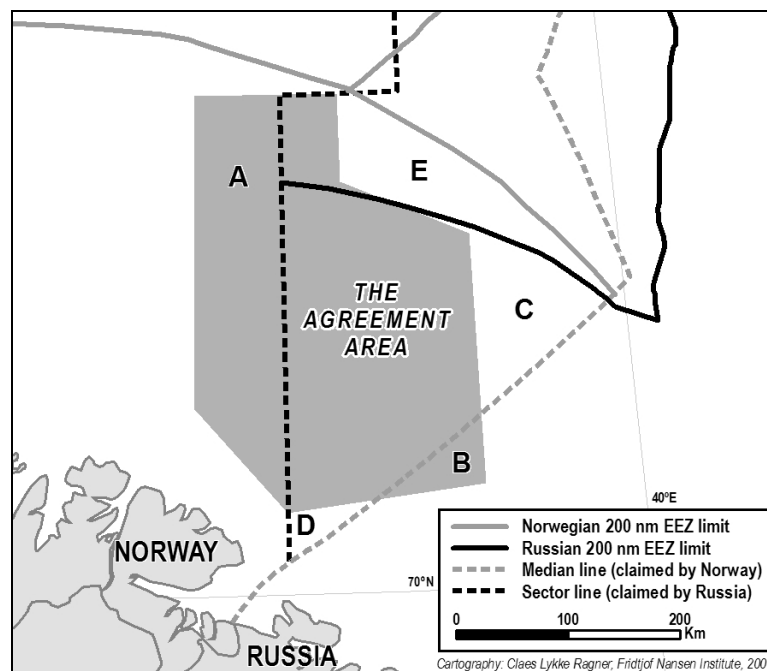 A
E
THE
AGREEMENT
AREA
C
B
D
40°E
NORWAY
70°N
RUSSIA
Norwegian 200 nm EEZ limit
Russian 200 nm EEZ limit
Median line (claimed by Norway)
Sector line (claimed by Russia)
0 100 200
Km
Cartography: Claes Lykke Ragner, Fridtjof Nansen Institute, 200